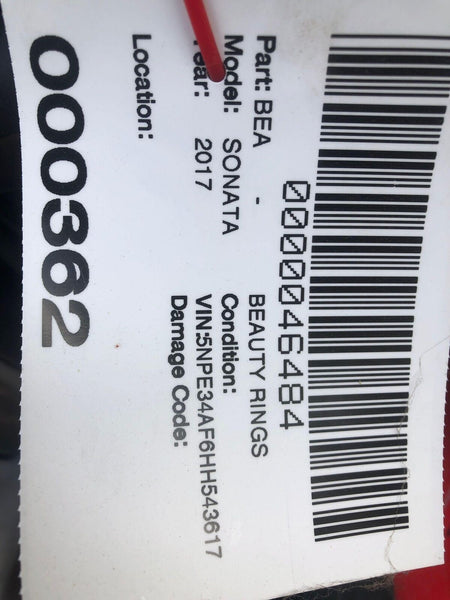 0000046484
Part: BEA - BEAUTY RINGS
Model: SONATA Condition:
Year: 2017 VIN:5NPE34AF6HH543617
Damage Code:
Location:
000362